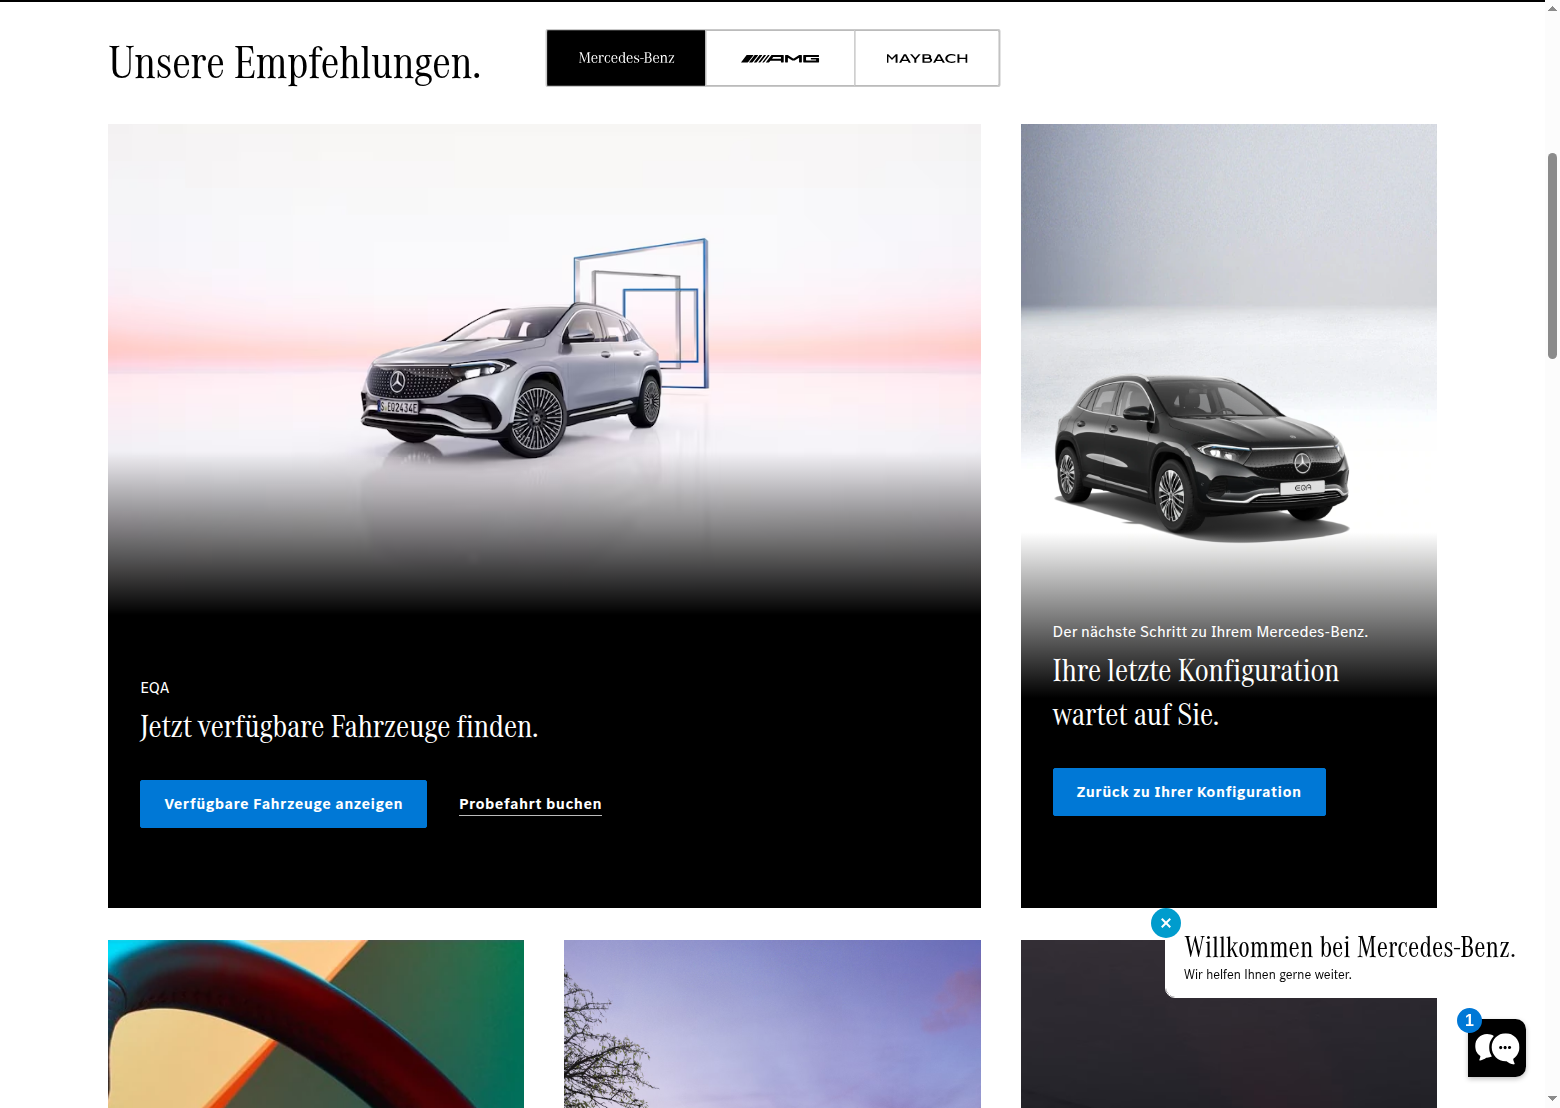 Unsere Empfehlungen.
Mercedes-Benz
AMG
MAYBACH
S·EQ2434E
EQA
EQA
Jetzt verfügbare Fahrzeuge finden.
Verfügbare Fahrzeuge anzeigen
Probefahrt buchen
Der nächste Schritt zu Ihrem Mercedes-Benz.
Ihre letzte Konfiguration
wartet auf Sie.
Zurück zu Ihrer Konfiguration
Willkommen bei Mercedes-Benz.
Wir helfen Ihnen gerne weiter.
1